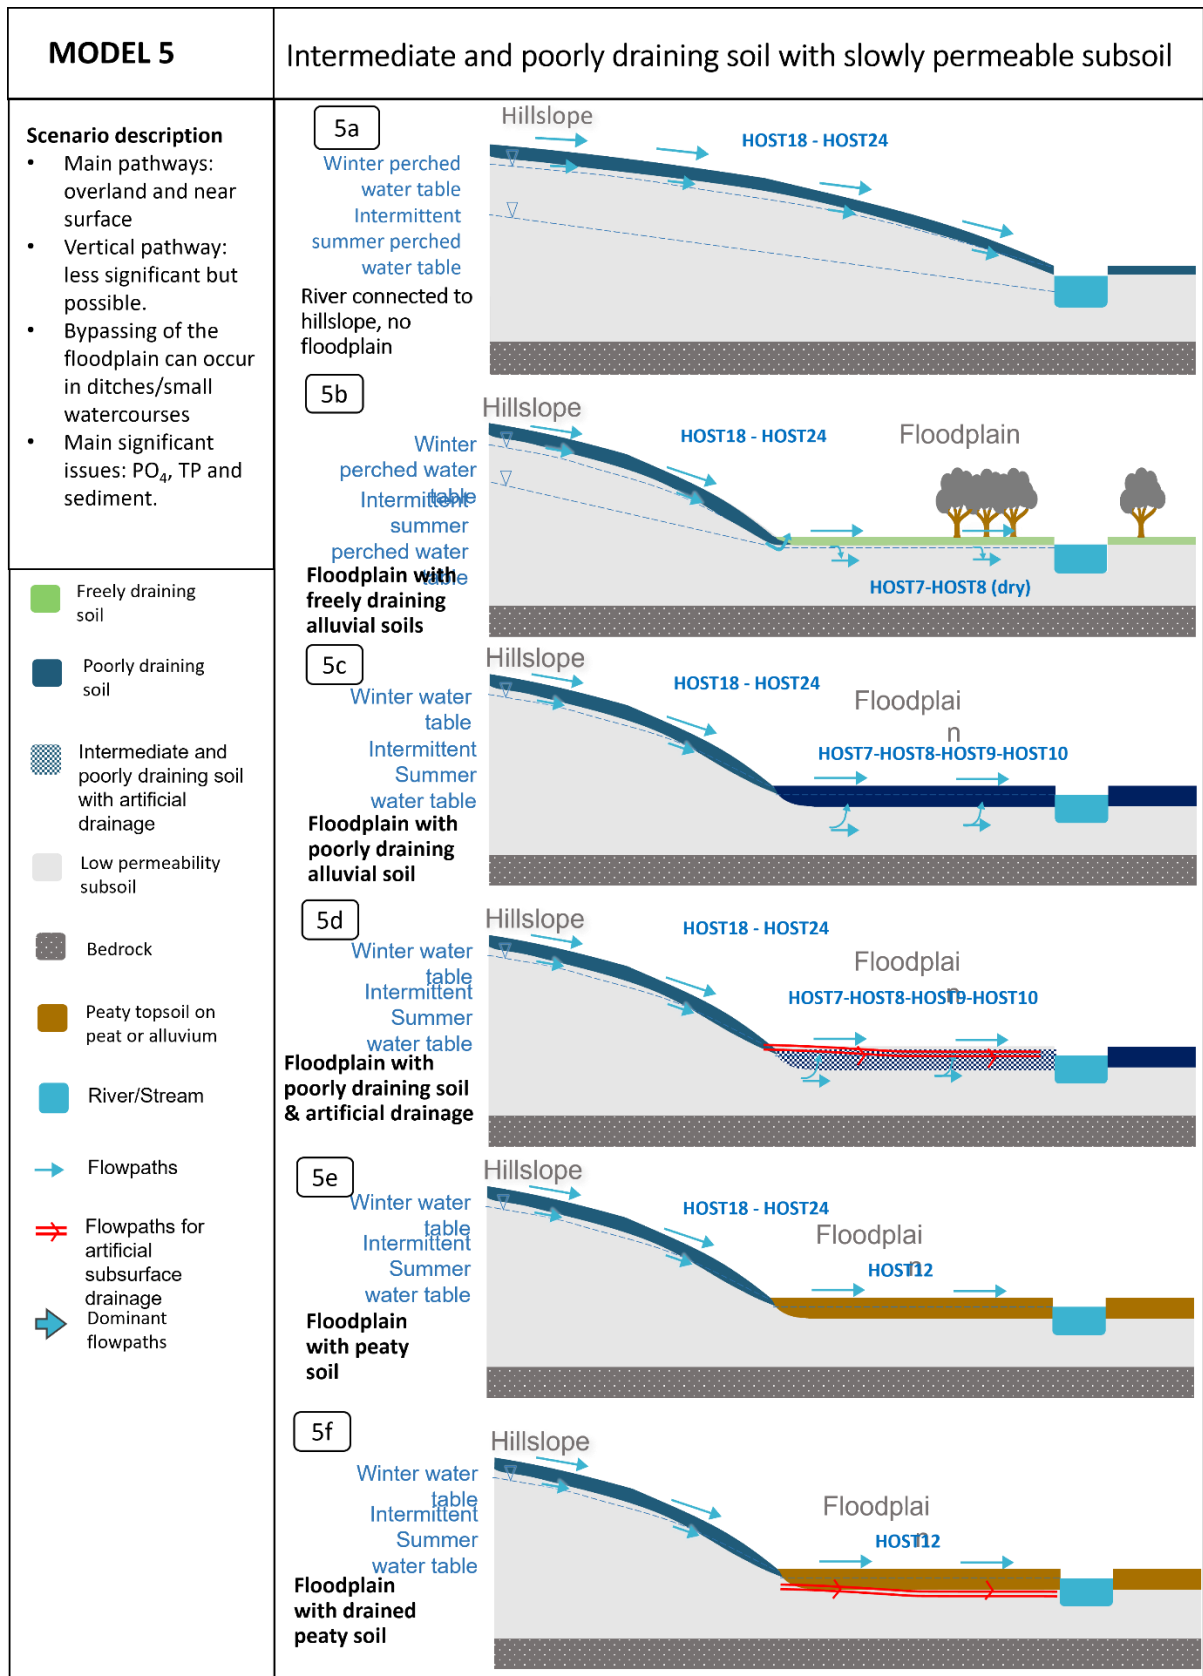 MODEL 5
Intermediate and poorly draining soil with slowly permeable subsoil
Scenario description
• Main pathways:
overland and near
surface
• Vertical pathway:
less significant but
possible.
• Bypassing of the
floodplain can occur
in ditches/small
watercourses
• Main significant
issues: PO4, TP and
sediment.
Freely draining
soil
Poorly draining
soil
Intermediate and
poorly draining soil
with artificial
drainage
Low permeability
subsoil
Bedrock
Peaty topsoil on
peat or alluvium
River/Stream
Flowpaths
Flowpaths for
artificial
subsurface
drainage
Dominant
flowpaths
5a
Hillslope
HOST18 - HOST24
Winter perched
water table
Intermittent
summer perched
water table
River connected to
hillslope, no
floodplain
5b
Hillslope
HOST18 - HOST24
Floodplain
Winter
perched water
table
Intermittent
summer
perched water
table
Floodplain with
freely draining
alluvial soils
HOST7-HOST8 (dry)
5c
Hillslope
HOST18 - HOST24
Floodplai
n
Winter water
table
Intermittent
Summer
water table
HOST7-HOST8-HOST9-HOST10
Floodplain with
poorly draining
alluvial soil
5d
Hillslope
HOST18 - HOST24
Floodplai
n
Winter water
table
Intermittent
Summer
water table
HOST7-HOST8-HOST9-HOST10
Floodplain with
poorly draining soil
& artificial drainage
5e
Hillslope
HOST18 - HOST24
Floodplai
n
Winter water
table
Intermittent
Summer
water table
HOST12
Floodplain
with peaty
soil
5f
Hillslope
Floodplai
n
Winter water
table
Intermittent
Summer
water table
HOST12
Floodplain
with drained
peaty soil